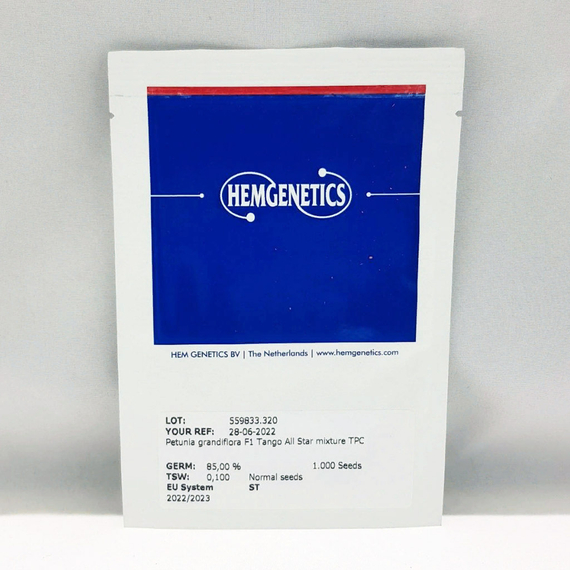 HEMGENETICS
HEM GENETICS BV | The Netherlands | www.hemgenetics.com
LOT: 559833.320
YOUR REF: 28-06-2022
Petunia grandiflora F1 Tango All Star mixture TPC
GERM: 85,00 % 1.000 Seeds
TSW: 0,100 Normal seeds
EU System ST
2022/2023